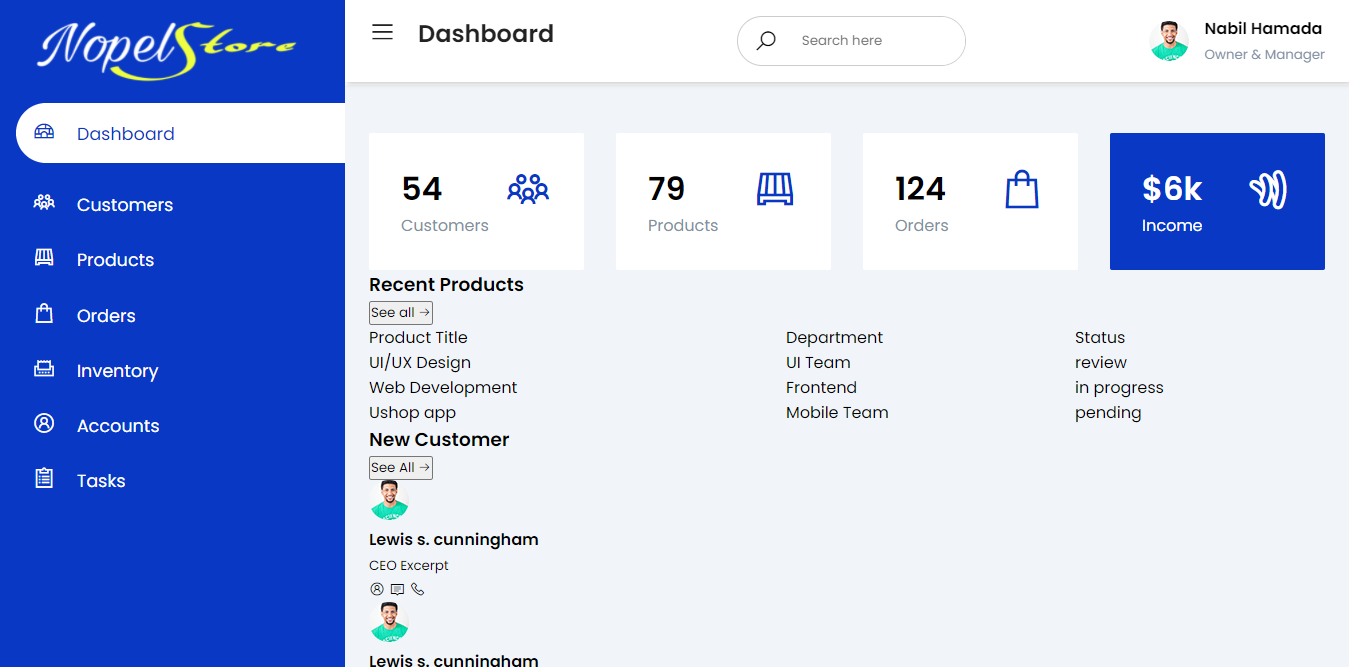 NopelStore
Dashboard
Customers
Products
Orders
Inventory
Accounts
Tasks
Dashboard
Search here
Nabil Hamada
Owner & Manager
54
Customers
79
Products
124
Orders
$6k
Income
Recent Products
See all →
Product Title Department Status
UI/UX Design UI Team review
Web Development Frontend in progress
Ushop app Mobile Team pending
New Customer
See All →
Lewis s. cunningham
CEO Excerpt
Lewis s. cunningham